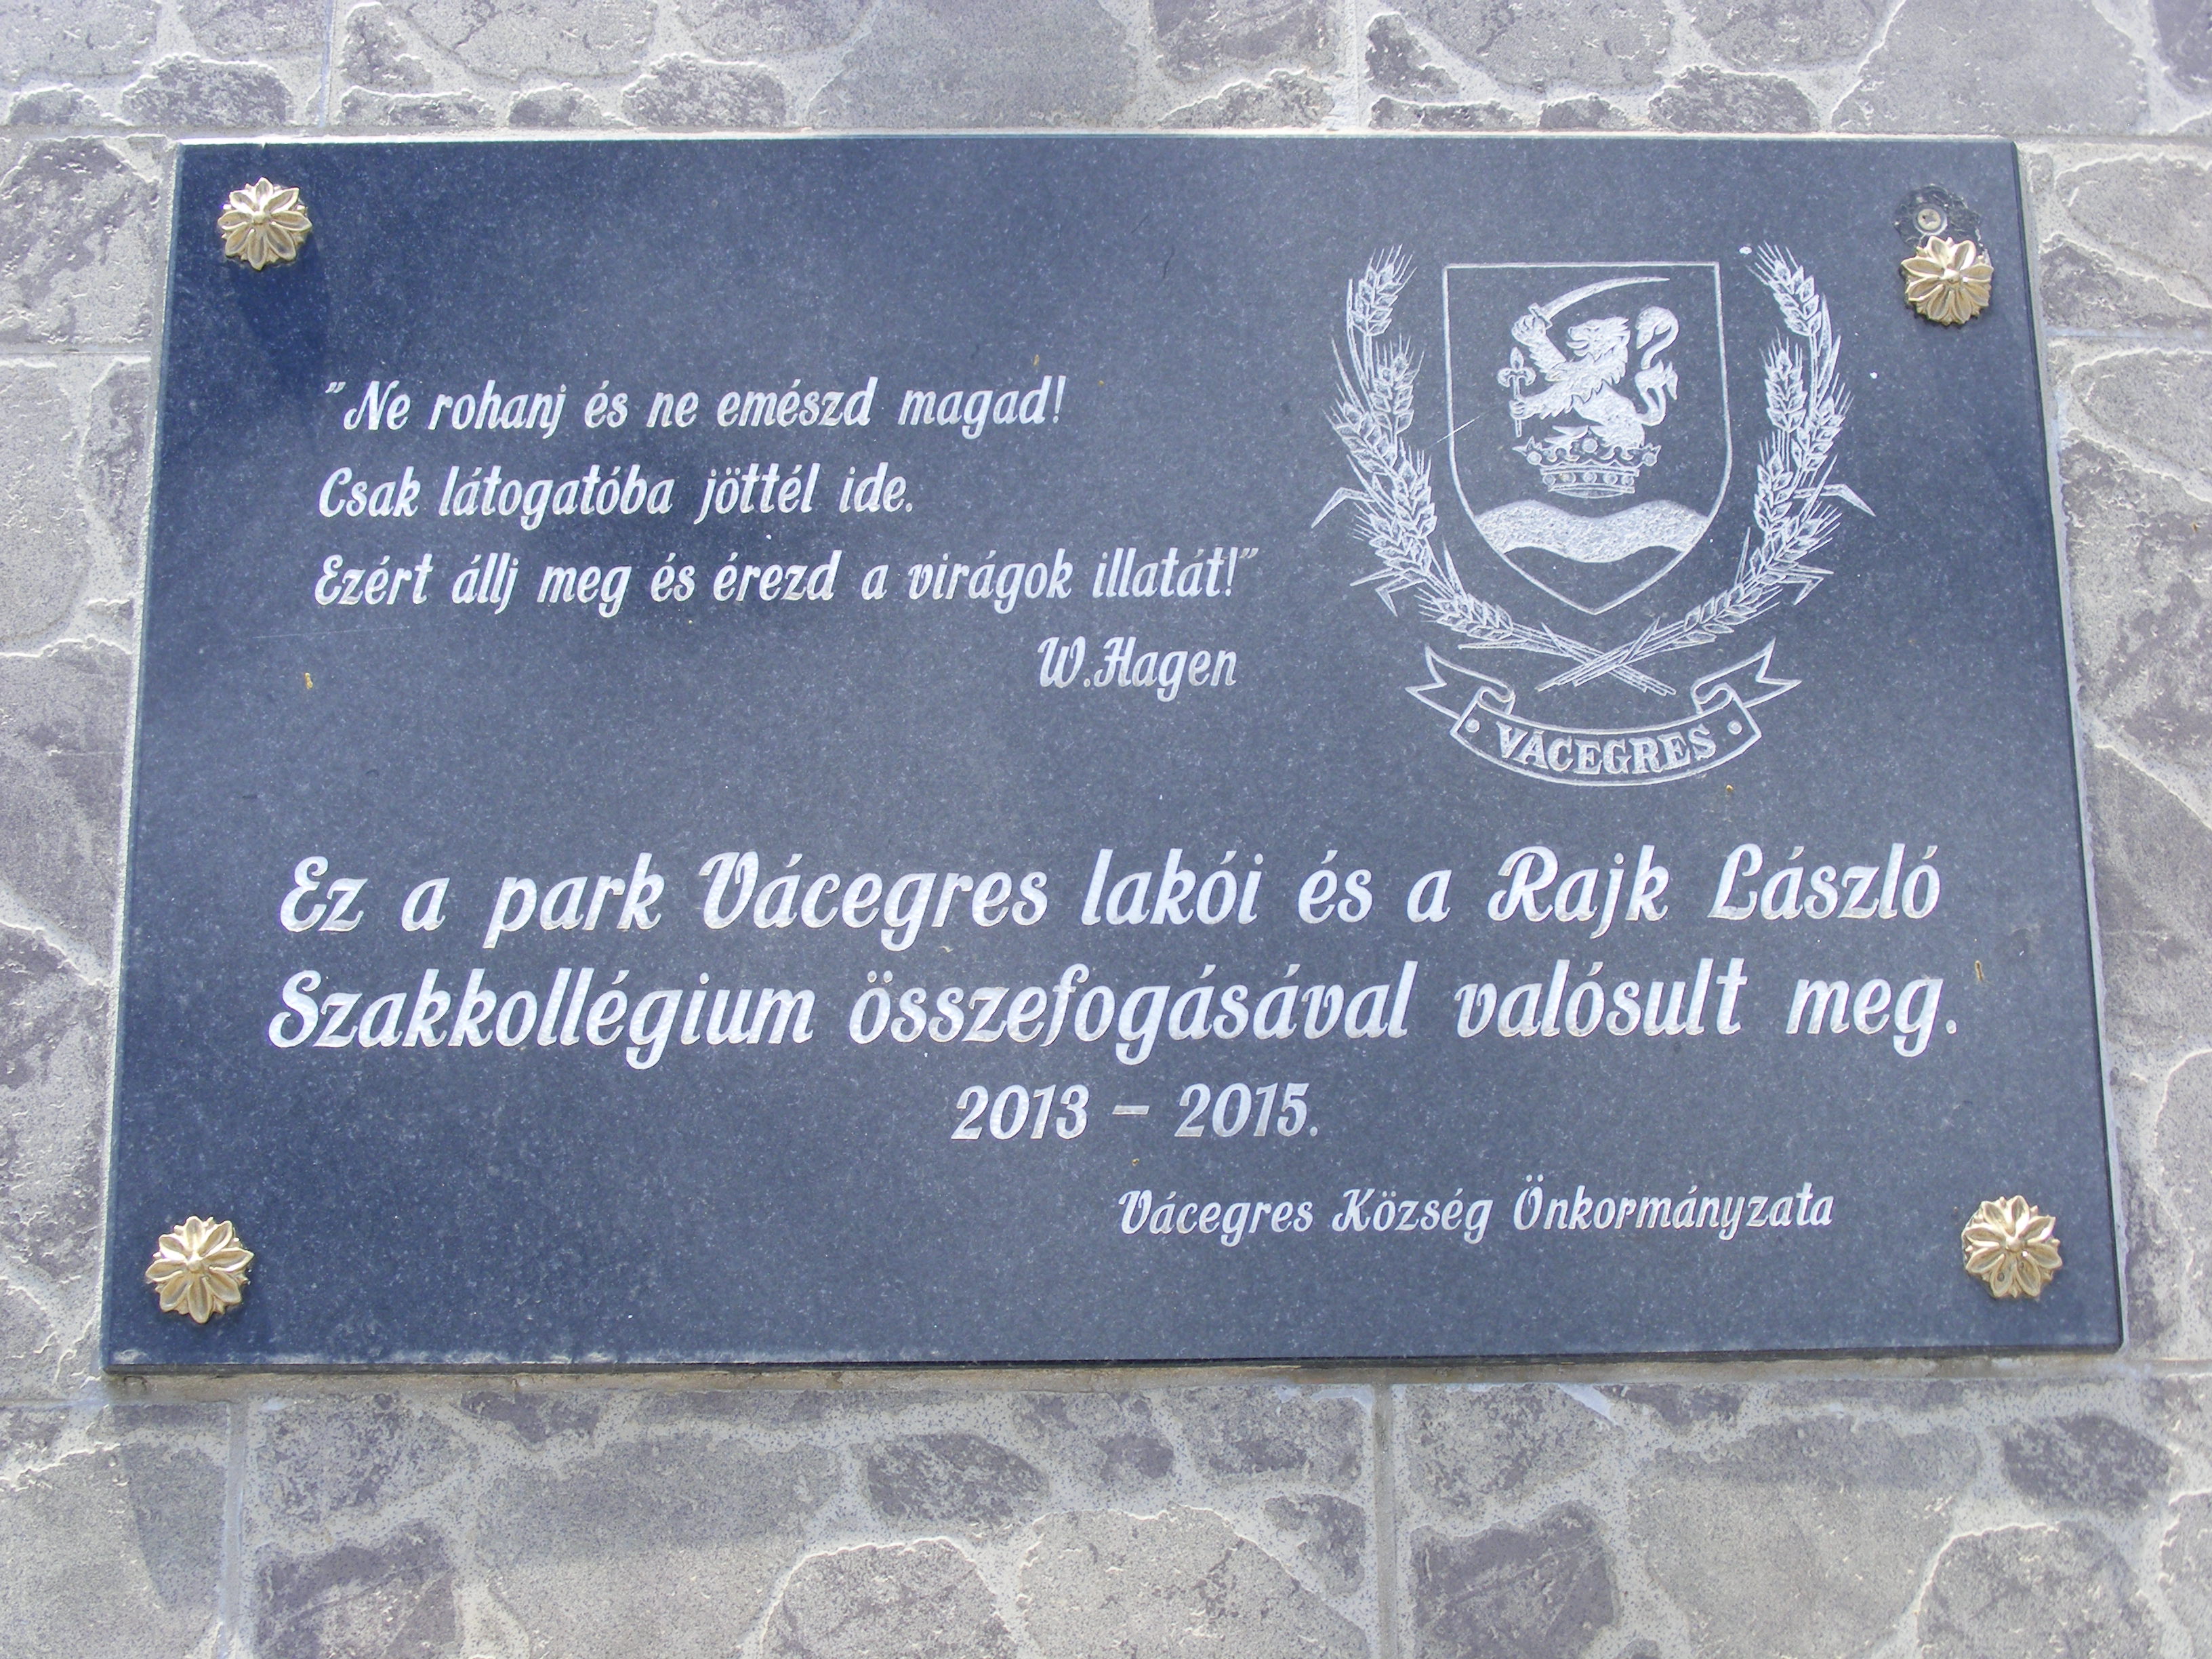 "Ne rohanj és ne emészd magad!
Csak látogatóba jöttél ide.
Ezért állj meg és érezd a virágok illatát!"
W.Hagen
· VÁCEGRES ·
Ez a park Vácegres lakói és a Rajk László
Szakkollégium összefogásával valósult meg.
2013 – 2015.
Vácegres Község Önkormányzata